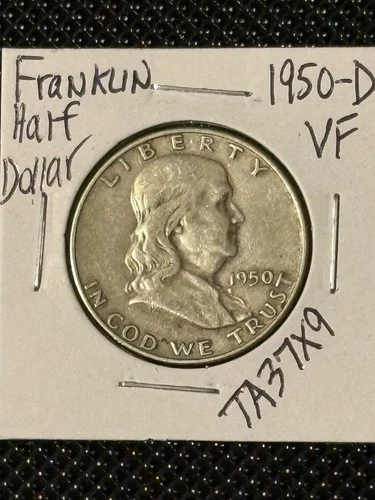 Franklin
Half
Dollar
1950-D
VF
LIBERTY
1950
IN GOD WE TRUST
TA37X9